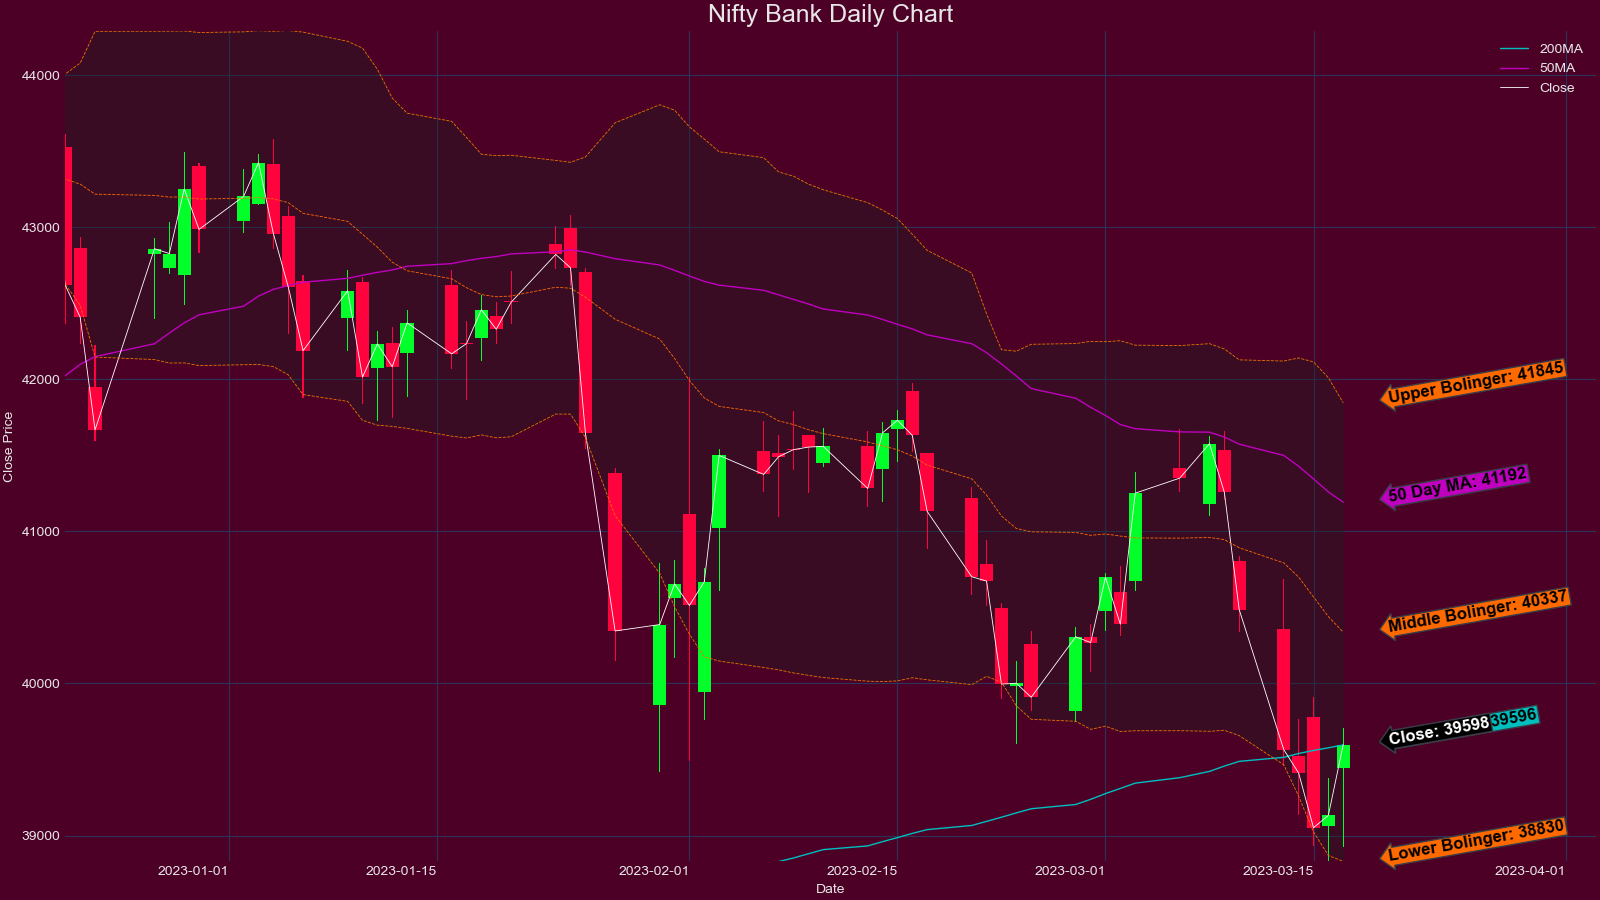 Nifty Bank Daily Chart
200MA
50MA
Close
44000
43000
42000
41000
40000
39000
Close Price
Upper Bolinger: 41845
50 Day MA: 41192
Middle Bolinger: 40337
Close: 39598
39596
Lower Bolinger: 38830
2023-01-01
2023-01-15
2023-02-01
2023-02-15
2023-03-01
2023-03-15
2023-04-01
Date